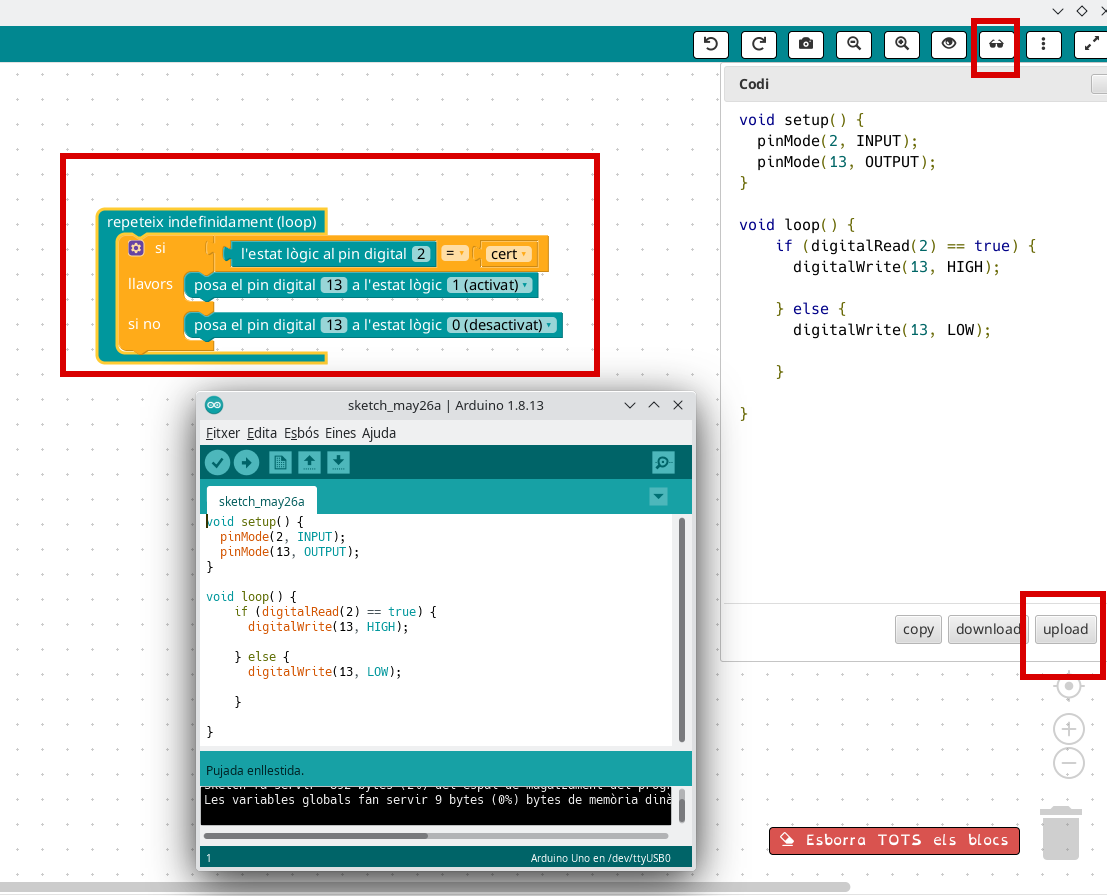 Codi
void setup() {
pinMode(2, INPUT);
pinMode(13, OUTPUT);
}
void loop() {
if (digitalRead(2) == true) {
digitalWrite(13, HIGH);
} else {
digitalWrite(13, LOW);
}
}
copy download upload
repeteix indefinidament (loop)
si l'estat lògic al pin digital 2 = cert
llavors posa el pin digital 13 a l'estat lògic 1 (activat)
si no posa el pin digital 13 a l'estat lògic 0 (desactivat)
sketch_may26a | Arduino 1.8.13
Fitxer Edita Esbós Eines Ajuda
sketch_may26a
void setup() {
pinMode(2, INPUT);
pinMode(13, OUTPUT);
}
void loop() {
if (digitalRead(2) == true) {
digitalWrite(13, HIGH);
} else {
digitalWrite(13, LOW);
}
}
Pujada enllestida.
Les variables globals fan servir 9 bytes (0%) bytes de memòria dinà
1 Arduino Uno en /dev/ttyUSB0
Esborra TOTS els blocs